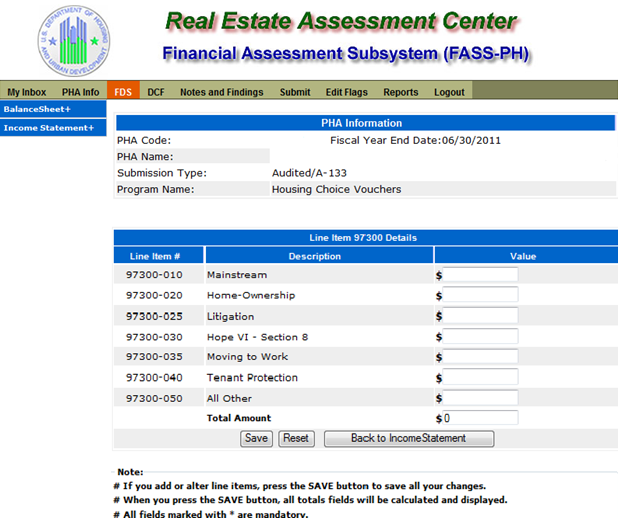 U.S. DEPARTMENT OF HOUSING AND URBAN DEVELOPMENT
Real Estate Assessment Center
Financial Assessment Subsystem (FASS-PH)
My Inbox PHA Info FDS DCF Notes and Findings Submit Edit Flags Reports Logout
BalanceSheet+
Income Statement+
PHA Information
PHA Code: Fiscal Year End Date:06/30/2011
PHA Name:
Submission Type: Audited/A-133
Program Name: Housing Choice Vouchers
Line Item 97300 Details
Line Item # Description Value
97300-010 Mainstream $
97300-020 Home-Ownership $
97300-025 Litigation $
97300-030 Hope VI - Section 8 $
97300-035 Moving to Work $
97300-040 Tenant Protection $
97300-050 All Other $
Total Amount $0
Save Reset Back to IncomeStatement
Note:
# If you add or alter line items, press the SAVE button to save all your changes.
# When you press the SAVE button, all totals fields will be calculated and displayed.
# All fields marked with * are mandatory.